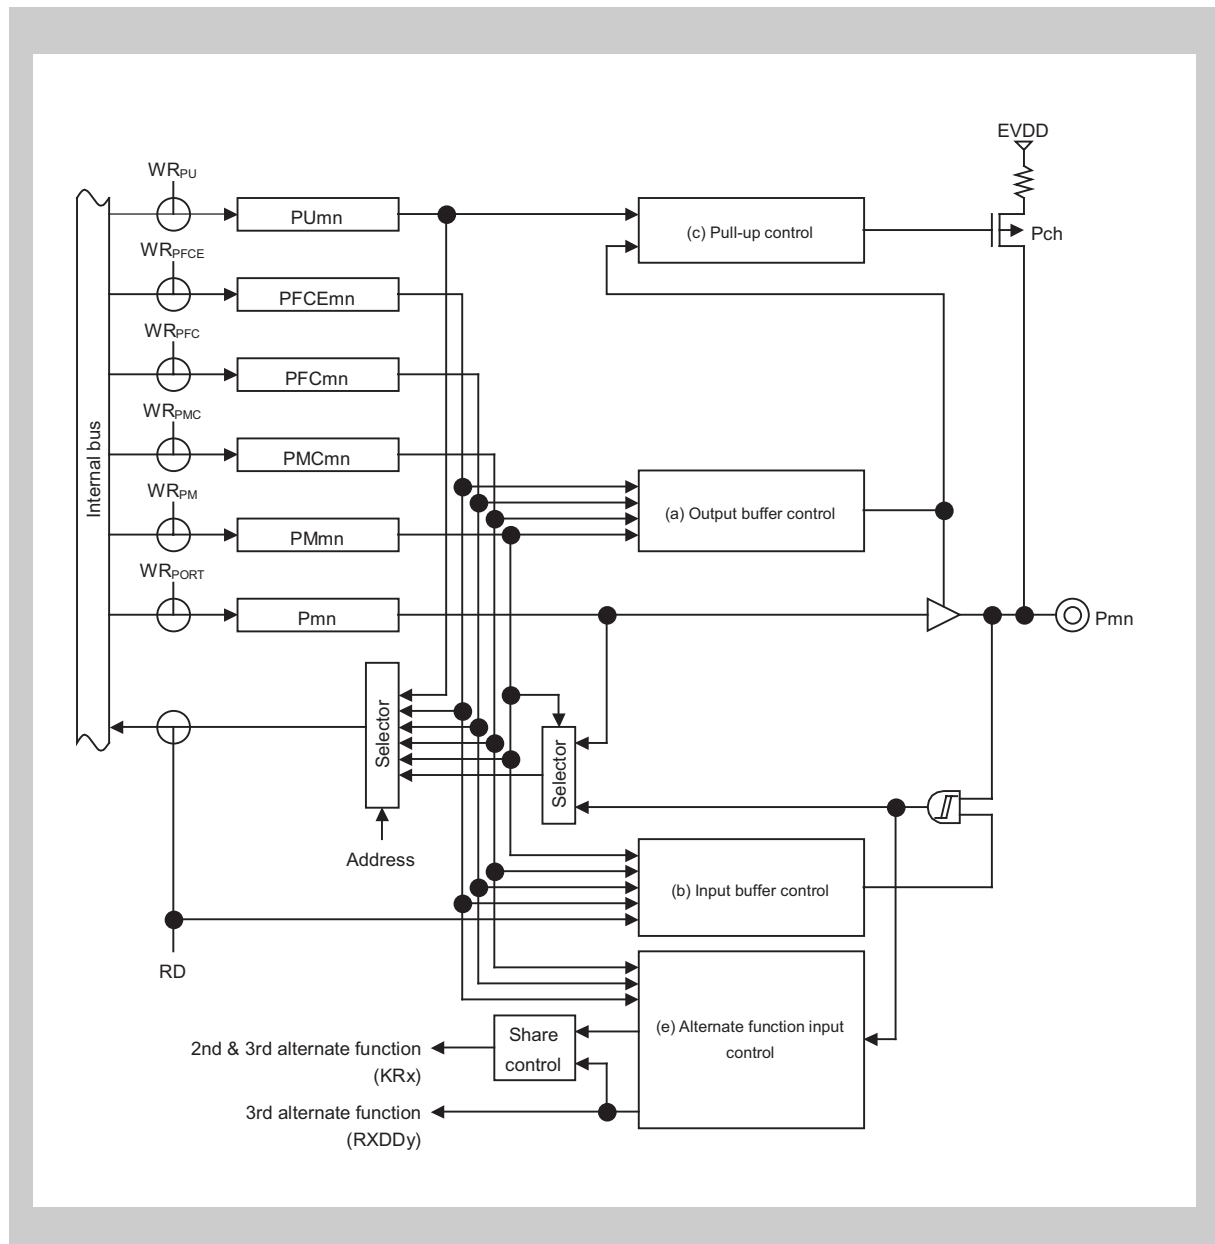 EVDD
WRPU
PUmn
(c) Pull-up control
Pch
WRPFCE
PFCEmn
WRPFC
PFCmn
WRPMC
PMCmn
Internal bus
WRPM
PMmn
(a) Output buffer control
WRPORT
Pmn
Pmn
Selector
Selector
Address
(b) Input buffer control
RD
(e) Alternate function input
control
Share
control
2nd & 3rd alternate function
(KRx)
3rd alternate function
(RXDDy)